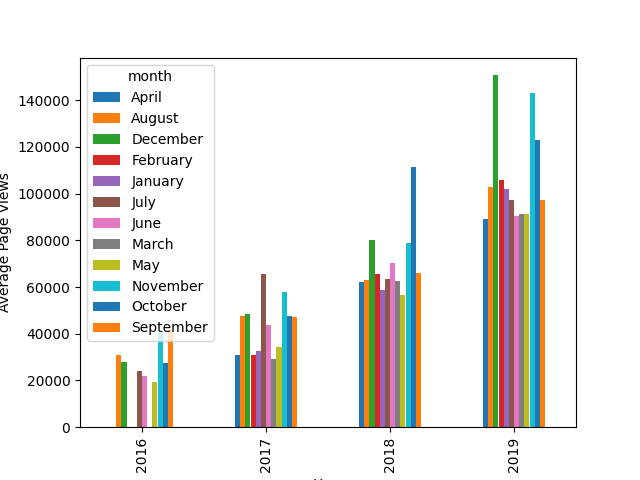 month
April
August
December
February
January
July
June
March
May
November
October
September
Average Page Views
140000
120000
100000
80000
60000
40000
20000
0
2016
2017
2018
2019